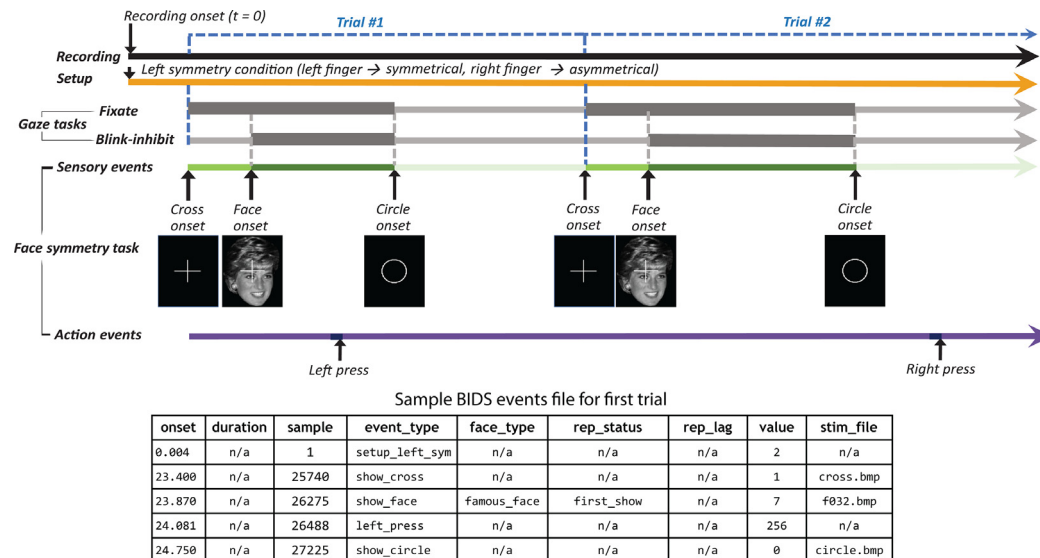 Recording onset (t = 0)
Trial #1
Trial #2
Recording
Left symmetry condition (left finger → symmetrical, right finger → asymmetrical)
Setup
Fixate
Gaze tasks
Blink-inhibit
Sensory events
Cross onset
Face onset
Circle onset
Cross onset
Face onset
Circle onset
Face symmetry task
Action events
Left press
Right press
Sample BIDS events file for first trial
onset duration sample event_type face_type rep_status rep_lag value stim_file
0.004 n/a 1 setup_left_sym n/a n/a n/a 2 n/a
23.400 n/a 25740 show_cross n/a n/a n/a 1 cross.bmp
23.870 n/a 26275 show_face famous_face first_show n/a 7 f032.bmp
24.081 n/a 26488 left_press n/a n/a n/a 256 n/a
24.750 n/a 27225 show_circle n/a n/a n/a 0 circle.bmp